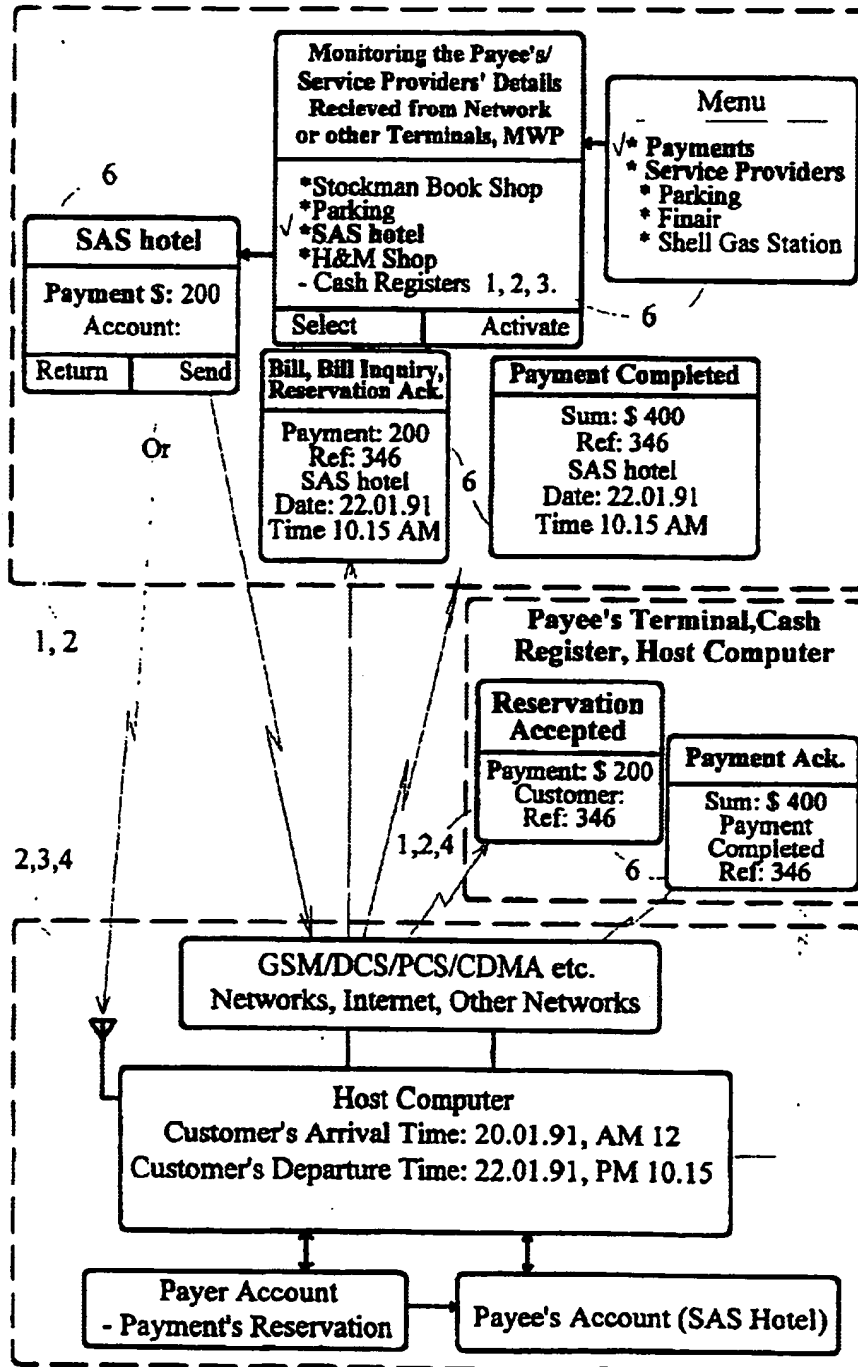 Monitoring the Payee's/
Service Providers' Details
Recieved from Network
or other Terminals, MWP
*Stockman Book Shop
*Parking
√ *SAS hotel
*H&M Shop
- Cash Registers 1, 2, 3.
Select Activate
Menu
√* Payments
* Service Providers
* Parking
* Finair
* Shell Gas Station
6
6
SAS hotel
Payment $: 200
Account:
Return Send
Or
Bill, Bill Inquiry,
Reservation Ack.
Payment: 200
Ref: 346
SAS hotel
Date: 22.01.91
Time 10.15 AM
6
Payment Completed
Sum: $ 400
Ref: 346
SAS hotel
Date: 22.01.91
Time 10.15 AM
1, 2
Payee's Terminal,Cash
Register, Host Computer
Reservation
Accepted
Payment: $ 200
Customer:
Ref: 346
Payment Ack.
Sum: $ 400
Payment
Completed
Ref: 346
1,2,4
6
2,3,4
GSM/DCS/PCS/CDMA etc.
Networks, Internet, Other Networks
Host Computer
Customer's Arrival Time: 20.01.91, AM 12
Customer's Departure Time: 22.01.91, PM 10.15
Payer Account
- Payment's Reservation
Payee's Account (SAS Hotel)